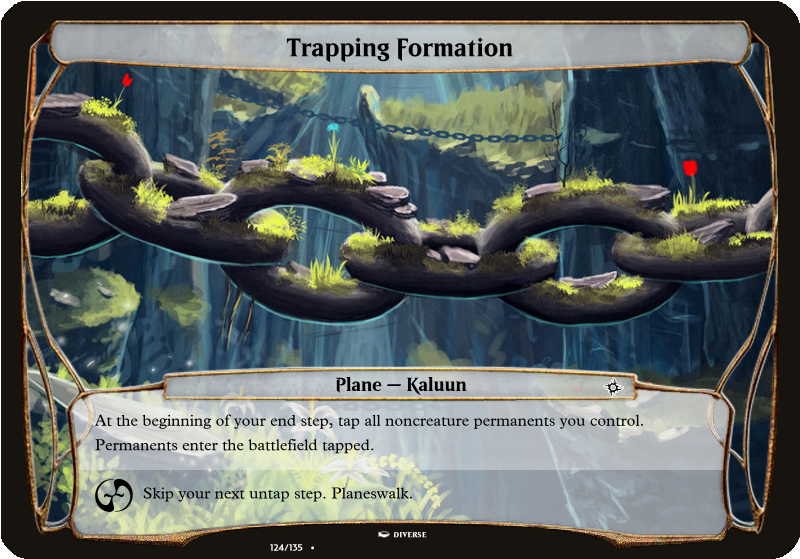 Trapping Formation
Plane — Kaluun
At the beginning of your end step, tap all noncreature permanents you control.
Permanents enter the battlefield tapped.
Skip your next untap step. Planeswalk.
DIVERSE
124/135 •